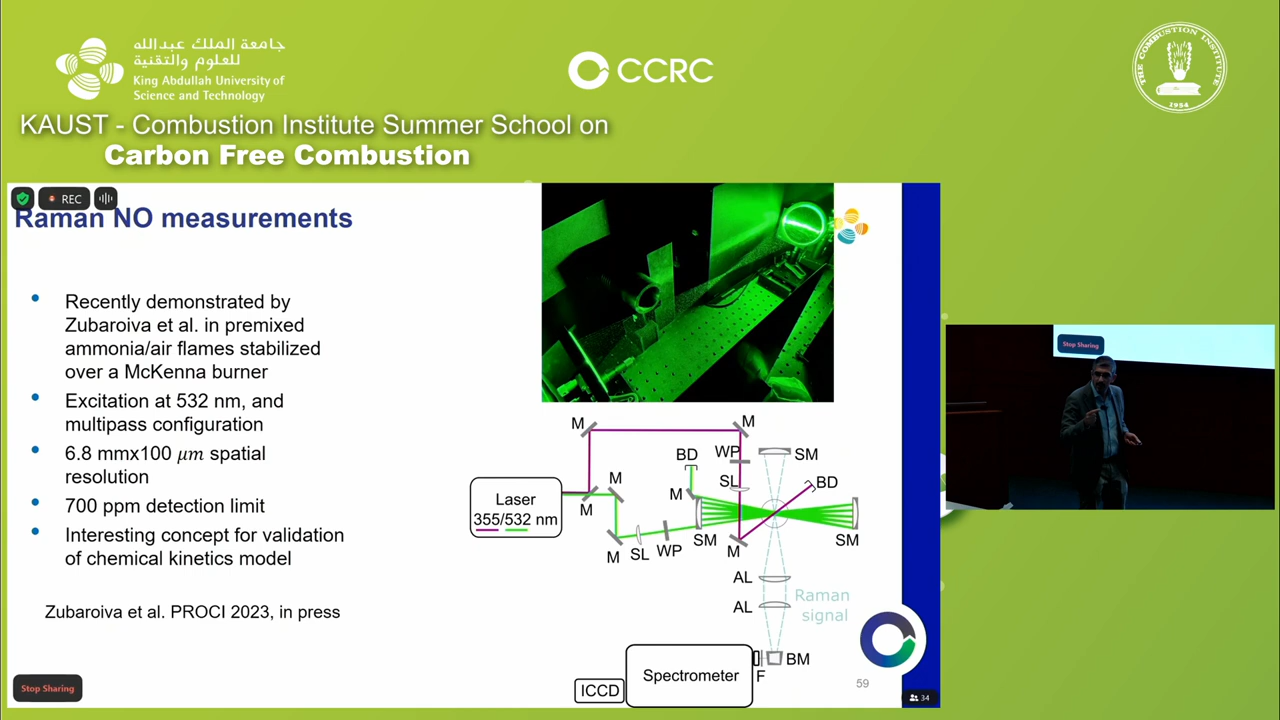 جامعة الملك عبدالله
للعلوم والتقنية
King Abdullah University of
Science and Technology
CCRC
THE COMBUSTION INSTITUTE
1954
KAUST - Combustion Institute Summer School on
Carbon Free Combustion
REC
Raman NO measurements
Recently demonstrated by
Zubaroiva et al. in premixed
ammonia/air flames stabilized
over a McKenna burner
Excitation at 532 nm, and
multipass configuration
6.8 mmx100 𝜇𝑚 spatial
resolution
700 ppm detection limit
Interesting concept for validation
of chemical kinetics model
Zubaroiva et al. PROCI 2023, in press
M
M
BD
WP
SM
M
SL
BD
Laser
355/532 nm
M
M
M
SL
WP
SM
M
SM
AL
AL
Raman
signal
BM
F
Spectrometer
ICCD
59
34
Stop Sharing
Stop Sharing